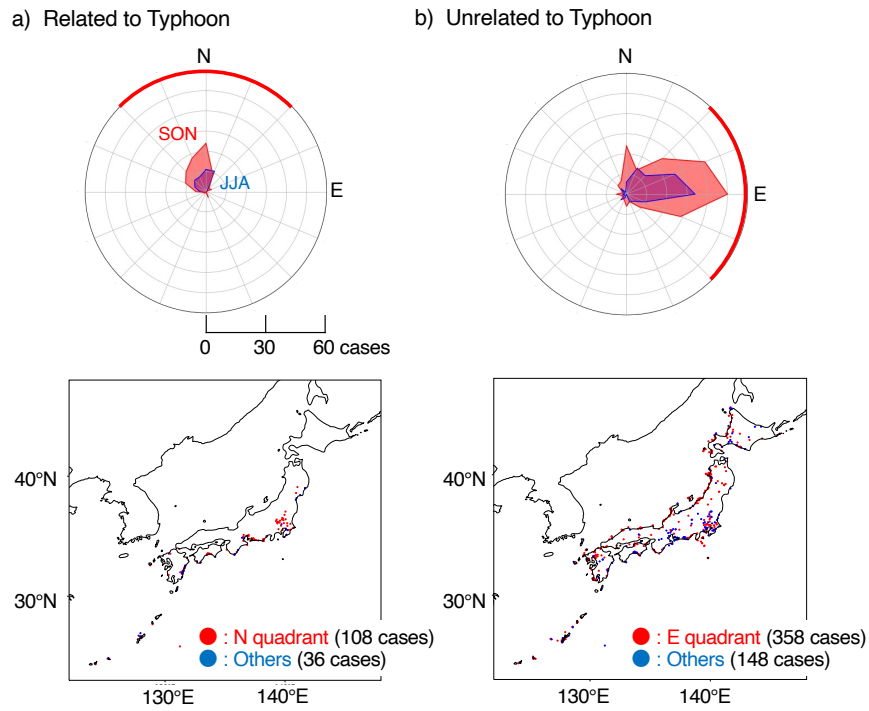 a) Related to Typhoon
N
SON
JJA
E
0 30 60 cases
b) Unrelated to Typhoon
N
E
40°N
30°N
: N quadrant (108 cases)
: Others (36 cases)
130°E 140°E
40°N
30°N
: E quadrant (358 cases)
: Others (148 cases)
130°E 140°E